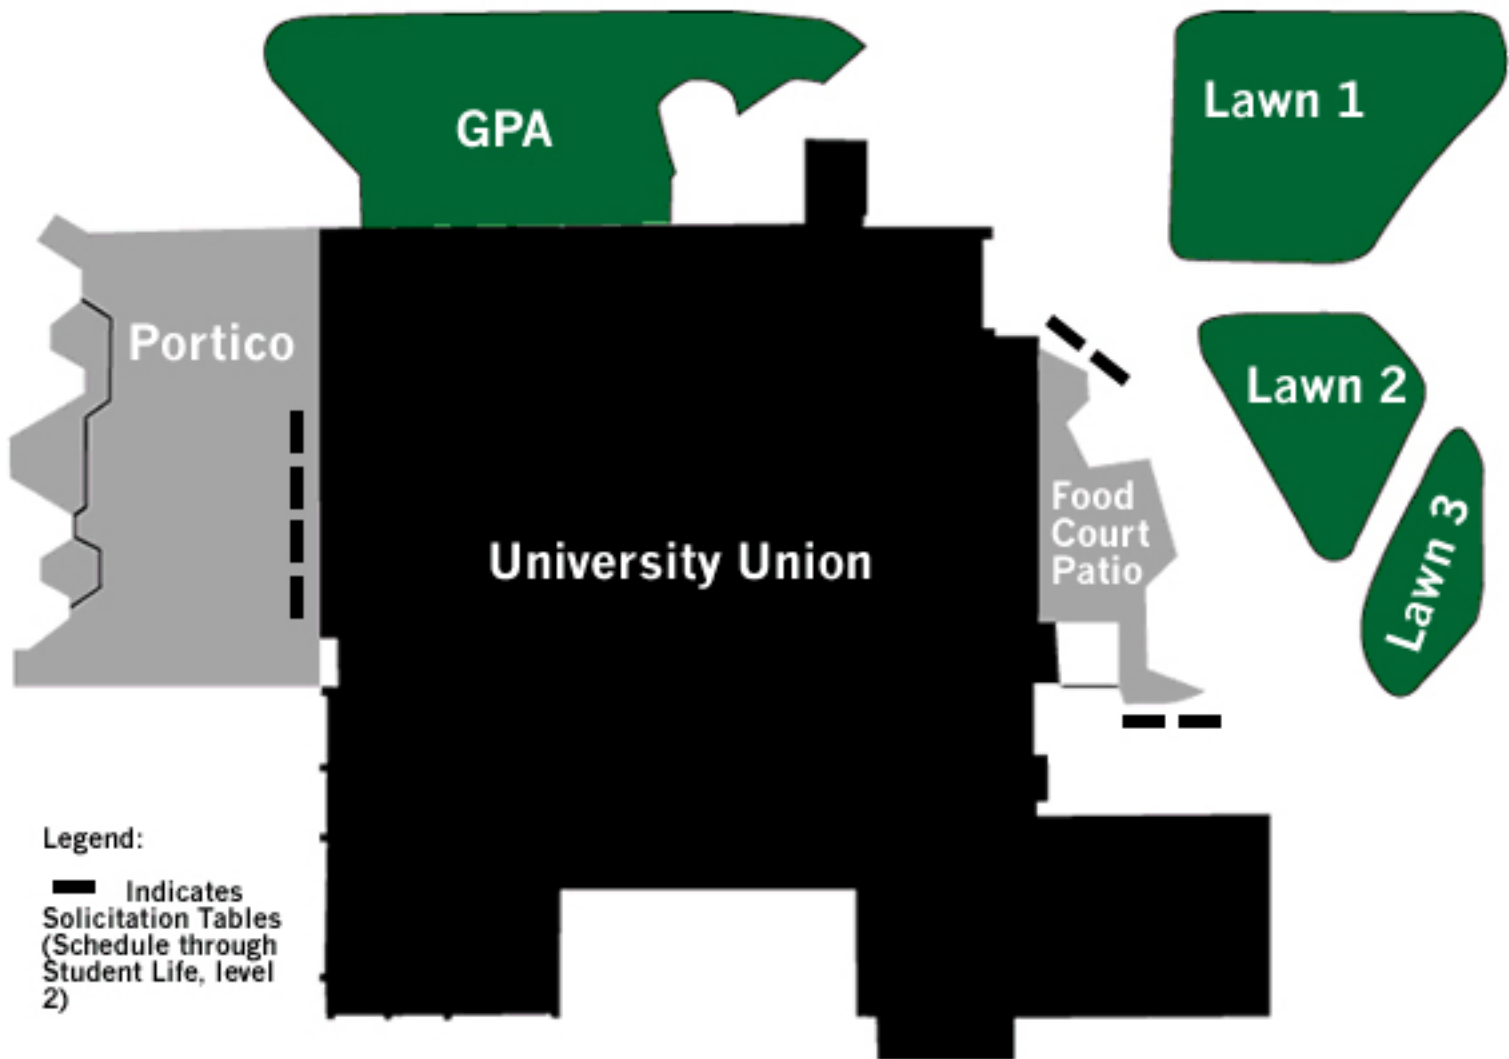 GPA
Lawn 1
Portico
Lawn 2
Food
Court
Patio
Lawn 3
University Union
Legend:
Indicates
Solicitation Tables
(Schedule through
Student Life, level
2)